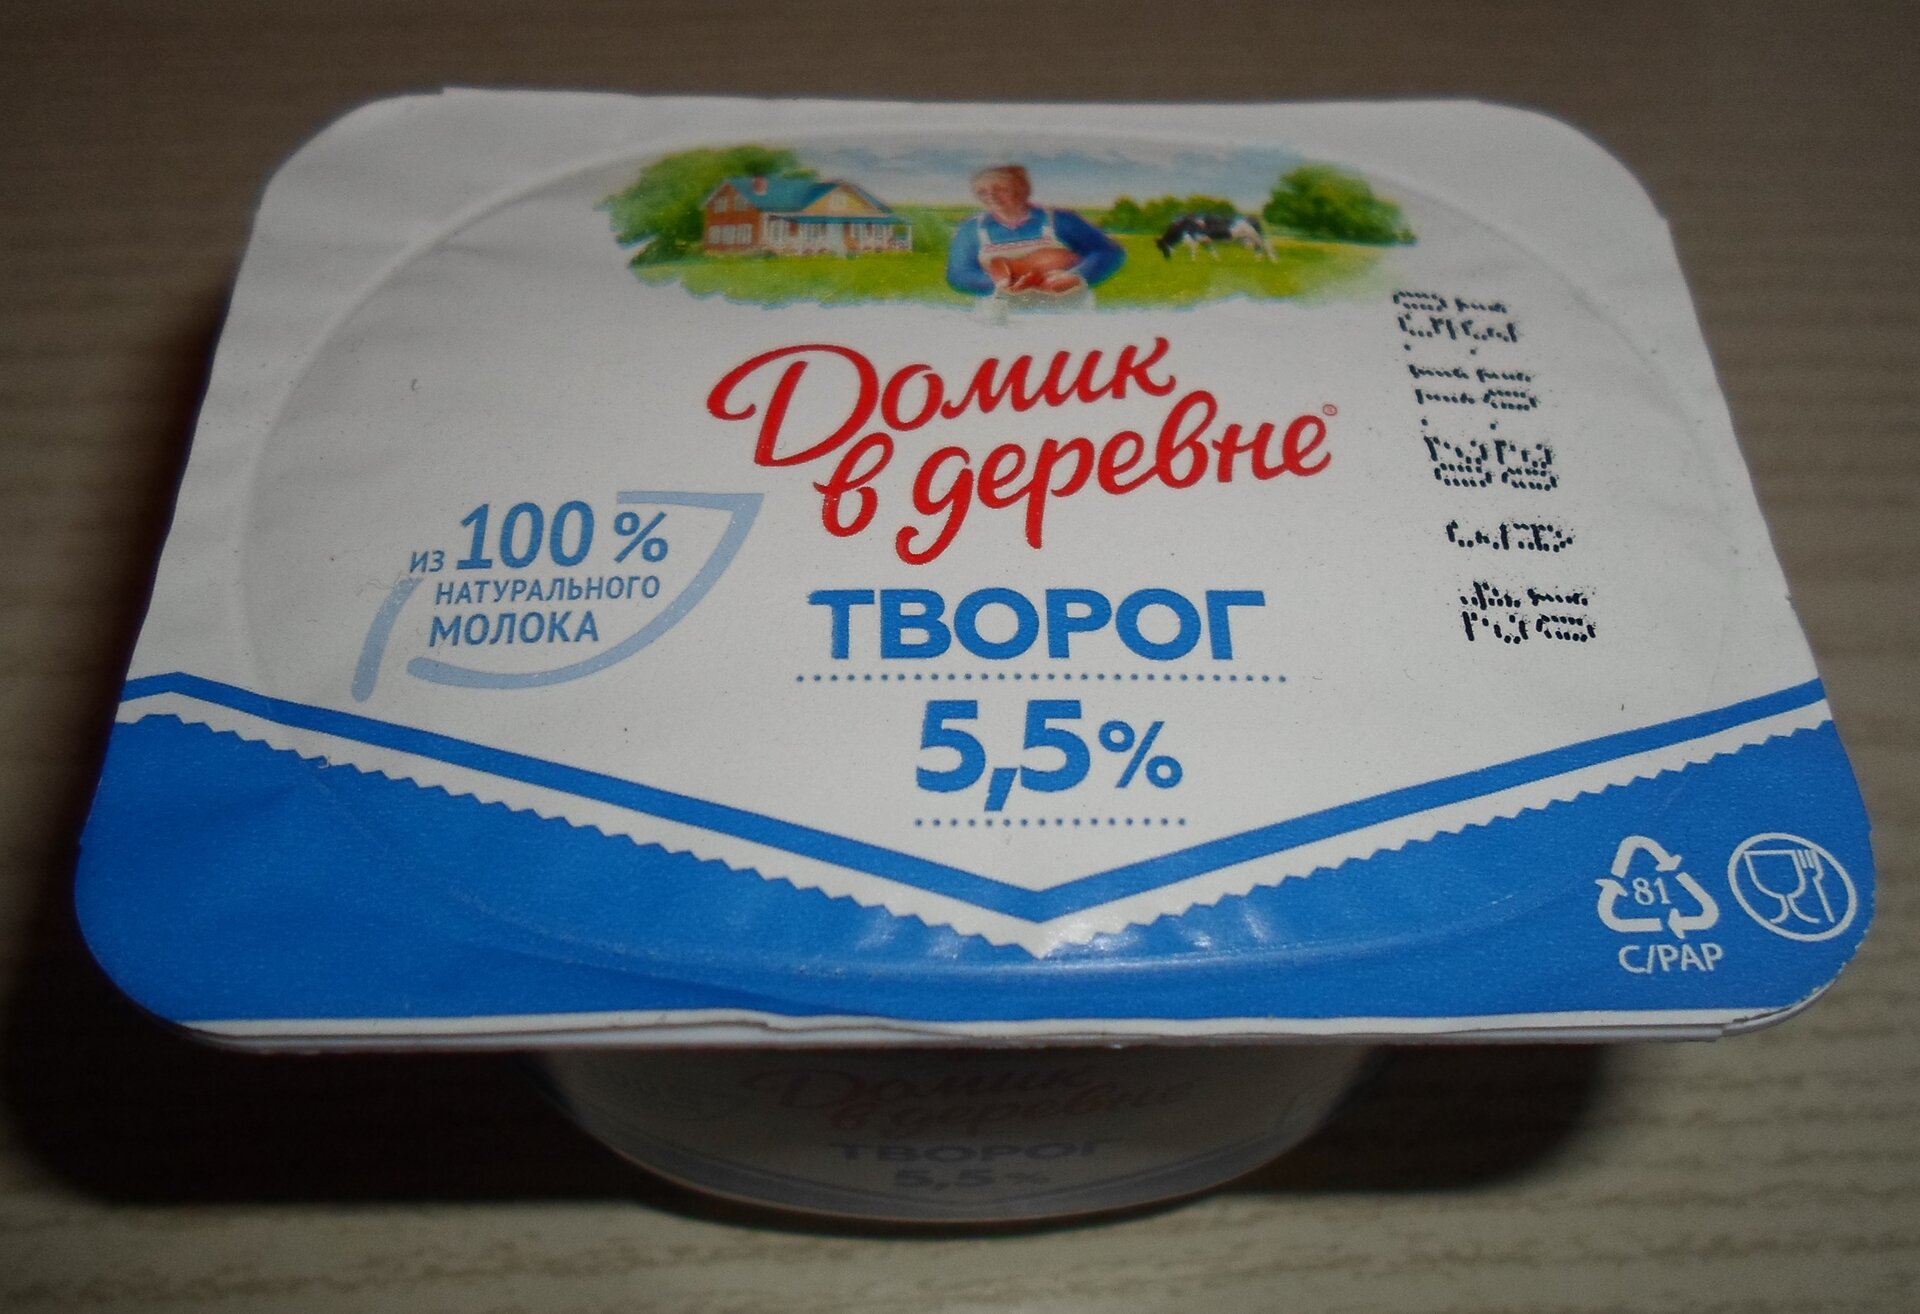 Домик
в деревне®
из 100 %
НАТУРАЛЬНОГО
МОЛОКА
ТВОРОГ
5,5%
81
C/PAP
Домик
в деревне
ТВОРОГ
5,5%